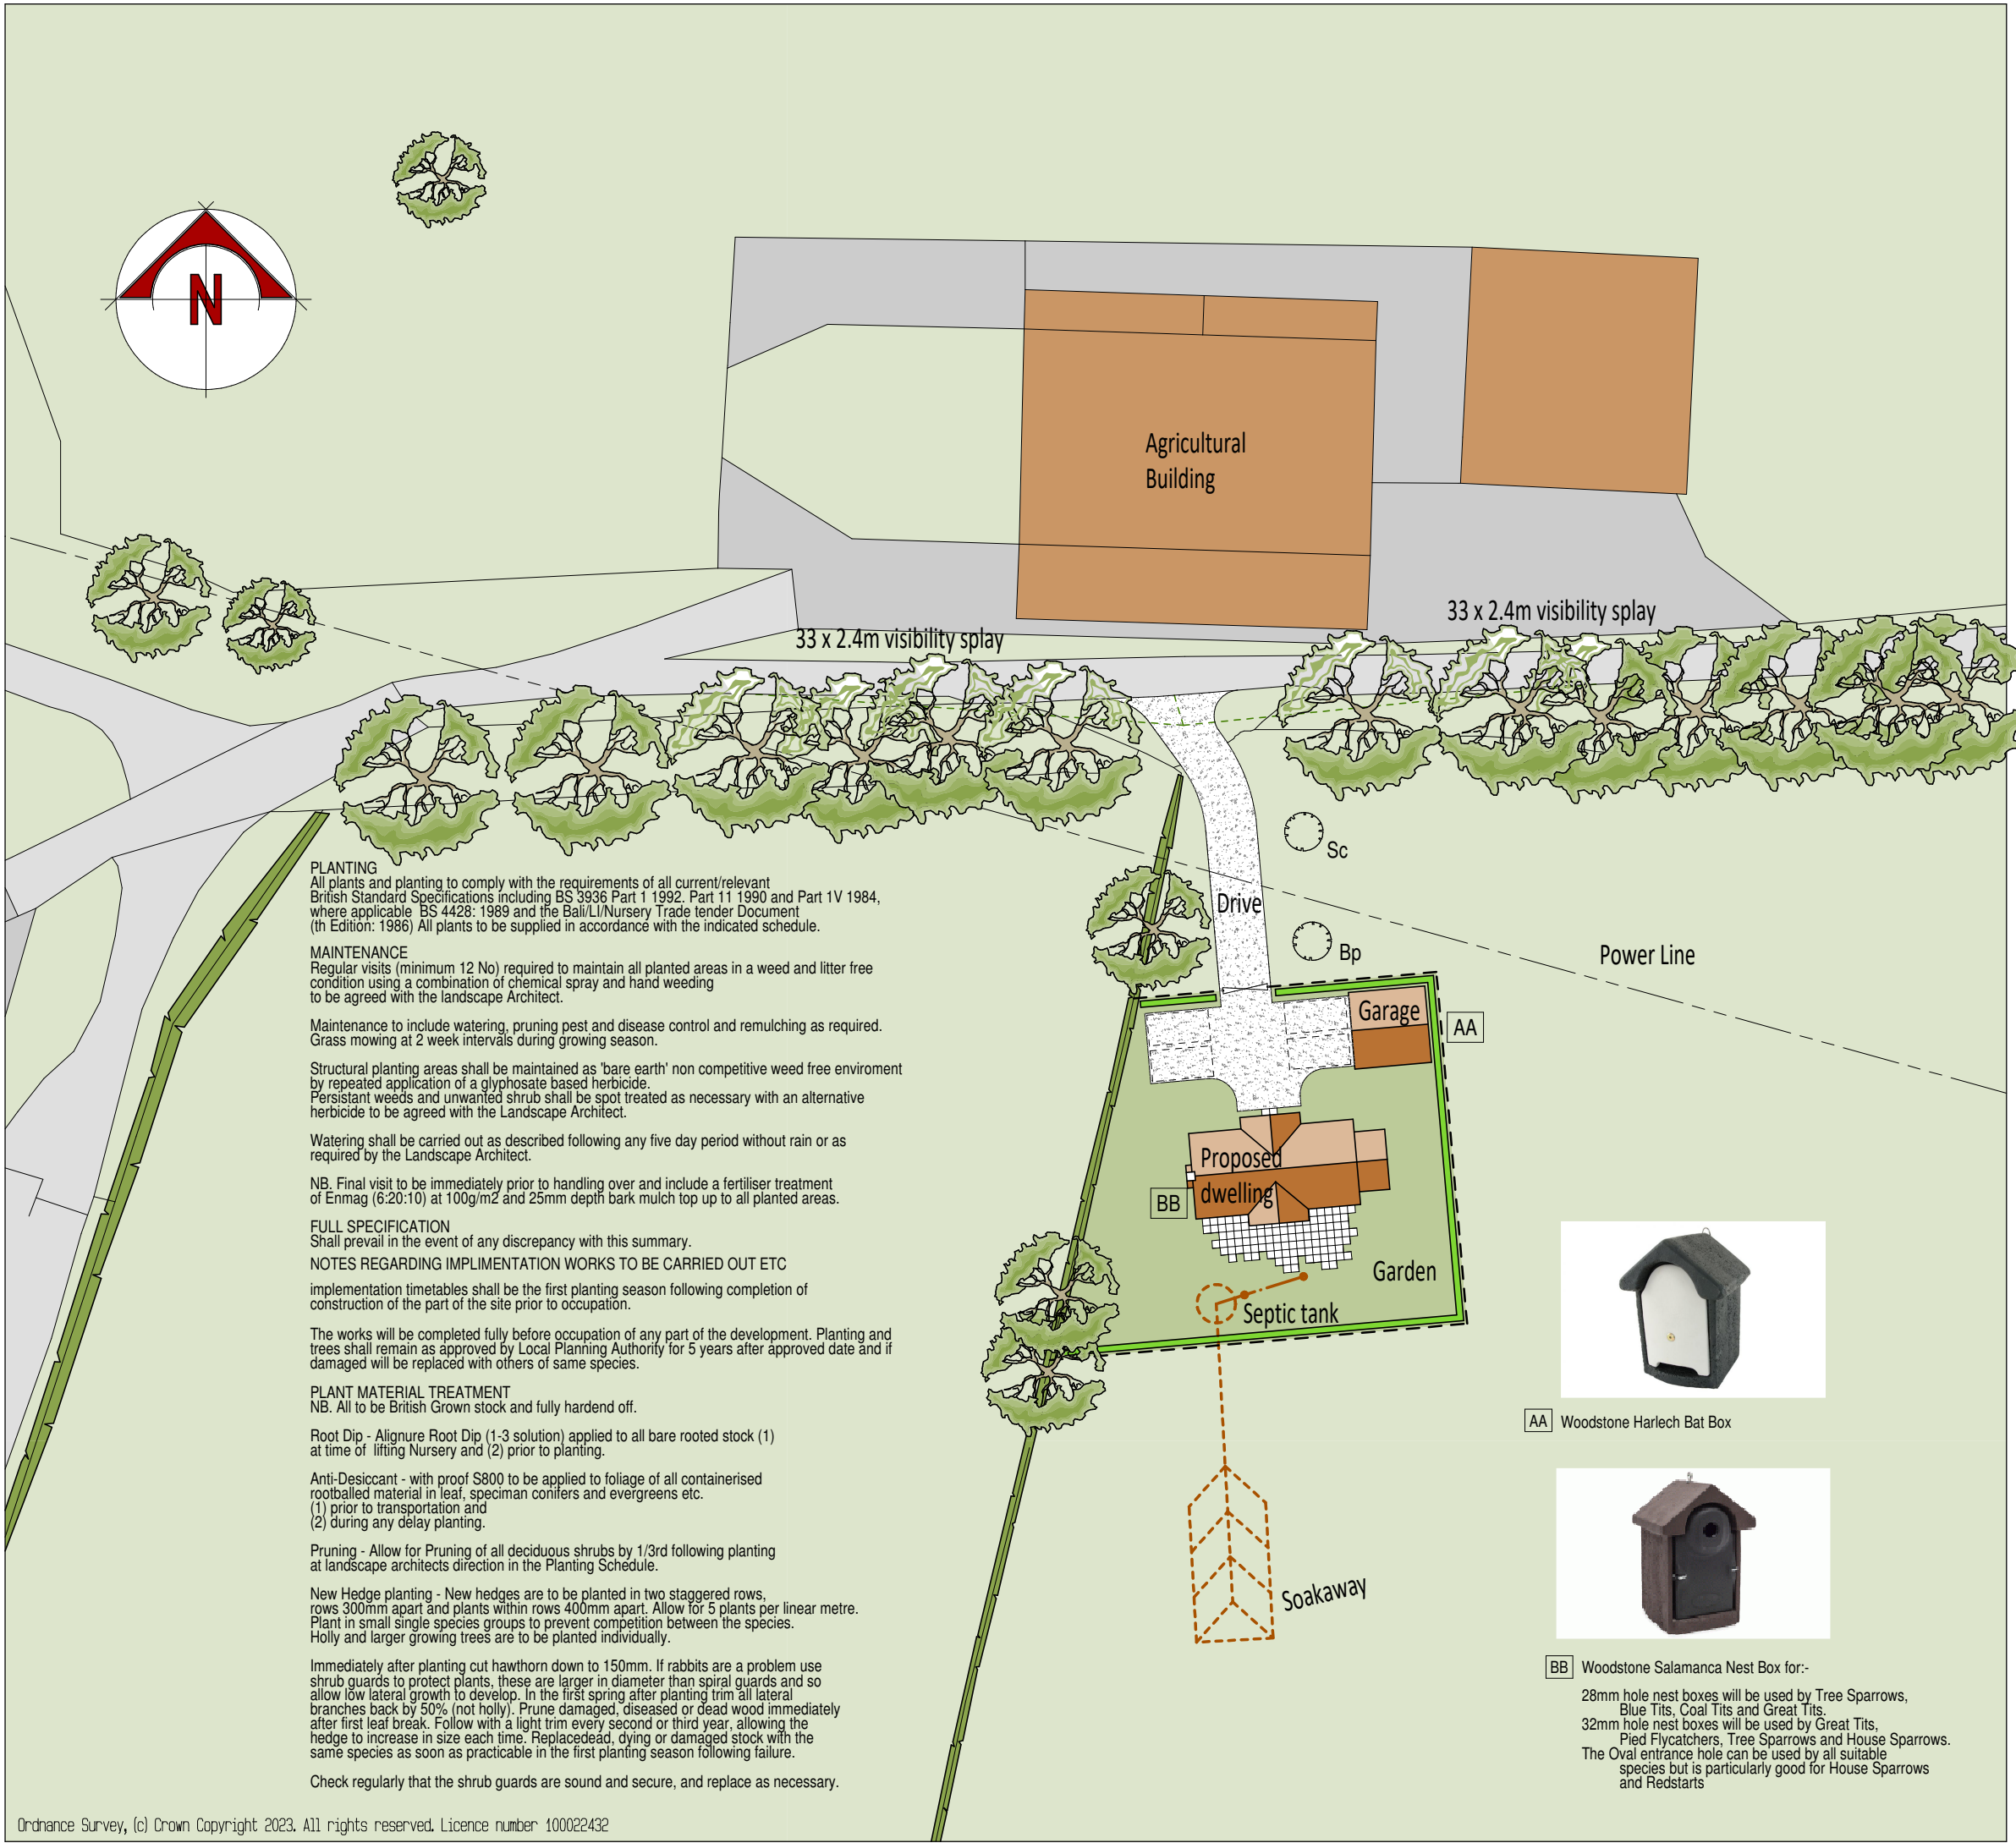 N
Agricultural
Building
33 x 2.4m visibility splay
33 x 2.4m visibility splay
Sc
Drive
Bp
Power Line
Garage
AA
Proposed
dwelling
BB
Garden
Septic tank
Soakaway
PLANTING
All plants and planting to comply with the requirements of all current/relevant
British Standard Specifications including BS 3936 Part 1 1992. Part 11 1990 and Part 1V 1984,
where applicable BS 4428: 1989 and the Bali/LI/Nursery Trade tender Document
(th Edition: 1986) All plants to be supplied in accordance with the indicated schedule.
MAINTENANCE
Regular visits (minimum 12 No) required to maintain all planted areas in a weed and litter free
condition using a combination of chemical spray and hand weeding
to be agreed with the landscape Architect.
Maintenance to include watering, pruning pest and disease control and remulching as required.
Grass mowing at 2 week intervals during growing season.
Structural planting areas shall be maintained as 'bare earth' non competitive weed free enviroment
by repeated application of a glyphosate based herbicide.
Persistant weeds and unwanted shrub shall be spot treated as necessary with an alternative
herbicide to be agreed with the Landscape Architect.
Watering shall be carried out as described following any five day period without rain or as
required by the Landscape Architect.
NB. Final visit to be immediately prior to handling over and include a fertiliser treatment
of Enmag (6:20:10) at 100g/m2 and 25mm depth bark mulch top up to all planted areas.
FULL SPECIFICATION
Shall prevail in the event of any discrepancy with this summary.
NOTES REGARDING IMPLIMENTATION WORKS TO BE CARRIED OUT ETC
implementation timetables shall be the first planting season following completion of
construction of the part of the site prior to occupation.
The works will be completed fully before occupation of any part of the development. Planting and
trees shall remain as approved by Local Planning Authority for 5 years after approved date and if
damaged will be replaced with others of same species.
PLANT MATERIAL TREATMENT
NB. All to be British Grown stock and fully hardend off.
Root Dip - Alignure Root Dip (1-3 solution) applied to all bare rooted stock (1)
at time of lifting Nursery and (2) prior to planting.
Anti-Desiccant - with proof S800 to be applied to foliage of all containerised
rootballed material in leaf, speciman conifers and evergreens etc.
(1) prior to transportation and
(2) during any delay planting.
Pruning - Allow for Pruning of all deciduous shrubs by 1/3rd following planting
at landscape architects direction in the Planting Schedule.
New Hedge planting - New hedges are to be planted in two staggered rows,
rows 300mm apart and plants within rows 400mm apart. Allow for 5 plants per linear metre.
Plant in small single species groups to prevent competition between the species.
Holly and larger growing trees are to be planted individually.
Immediately after planting cut hawthorn down to 150mm. If rabbits are a problem use
shrub guards to protect plants, these are larger in diameter than spiral guards and so
allow low lateral growth to develop. In the first spring after planting trim all lateral
branches back by 50% (not holly). Prune damaged, diseased or dead wood immediately
after first leaf break. Follow with a light trim every second or third year, allowing the
hedge to increase in size each time. Replacedead, dying or damaged stock with the
same species as soon as practicable in the first planting season following failure.
Check regularly that the shrub guards are sound and secure, and replace as necessary.
AA Woodstone Harlech Bat Box
BB Woodstone Salamanca Nest Box for:-
28mm hole nest boxes will be used by Tree Sparrows,
Blue Tits, Coal Tits and Great Tits.
32mm hole nest boxes will be used by Great Tits,
Pied Flycatchers, Tree Sparrows and House Sparrows.
The Oval entrance hole can be used by all suitable
species but is particularly good for House Sparrows
and Redstarts
Ordnance Survey, (c) Crown Copyright 2023. All rights reserved. Licence number 100022432